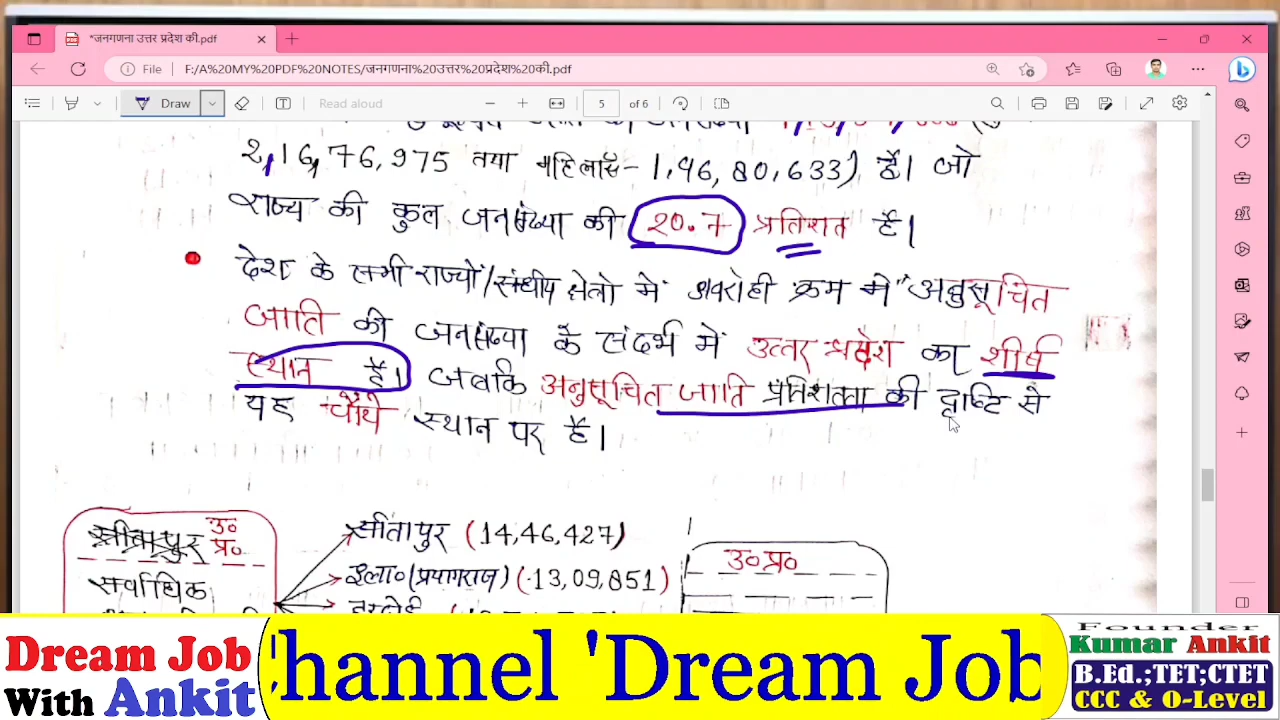 *जनगणना उत्तर प्रदेश की.pdf
File F:/A%20MY%20PDF%20NOTES/जनगणना%20उत्तर%20प्रदेश%20की.pdf
Draw Read aloud 5 of 6
2,16,76,975 तथा महिलाएँ - 1,96,80,633) है। जो
राज्य की कुल जनसंख्या की 20.7 प्रतिशत है।
देश के सभी राज्यों/संघीय क्षेत्रो में अवरोही क्रम में "अनुसूचित
जाति की जनसंख्या के संदर्भ में उत्तर प्रदेश का शीर्ष
स्थान है। जबकि अनुसूचित जाति प्रतिशतता की दृष्टि से
यह चौथे स्थान पर है।
सीतापुर उ० प्र०
सर्वाधिक
सीतापुर (14,46,427)
इला० (प्रयागराज) (13,09,851)
उ० प्र०
Dream Job
With Ankit
Channel 'Dream Job
Founder
Kumar Ankit
B.Ed.;TET;CTET
CCC & O-Level